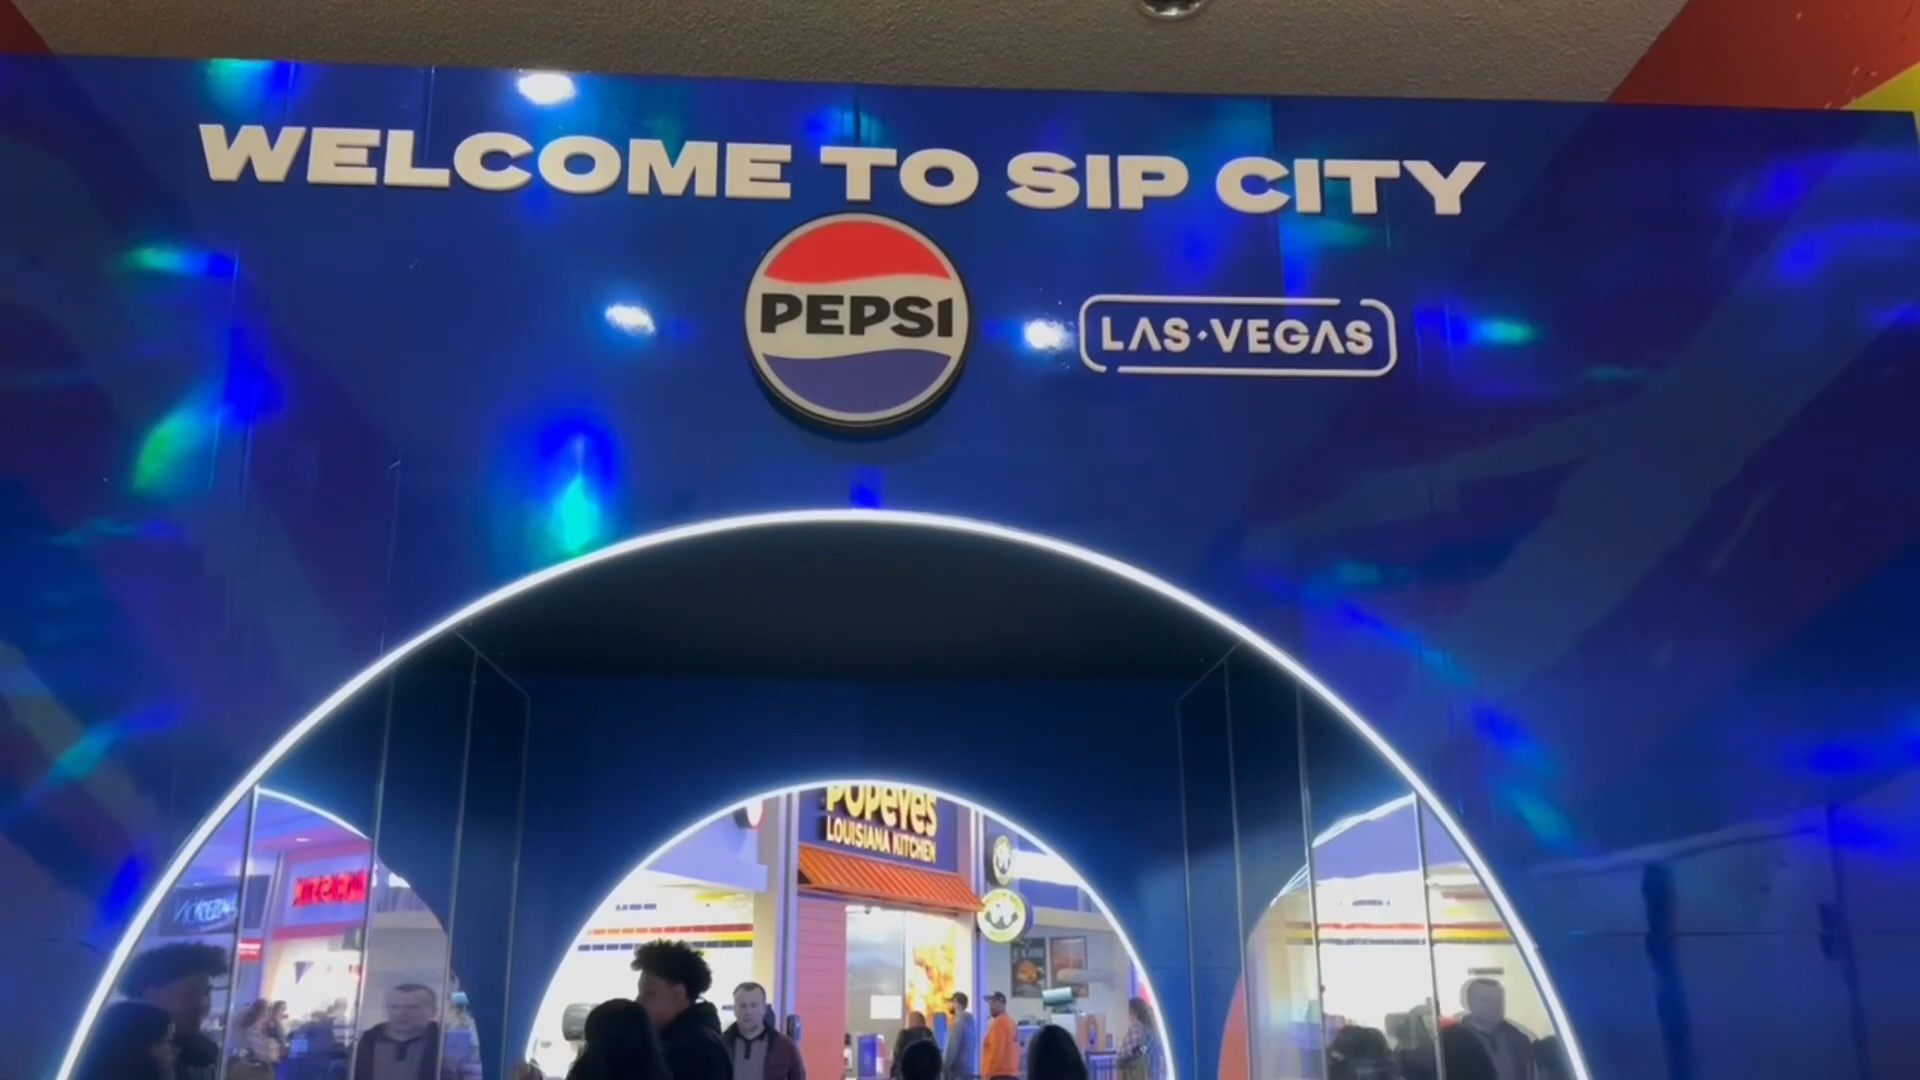 WELCOME TO SIP CITY
PEPSI
LAS·VEGAS
POPEYES
LOUISIANA KITCHEN